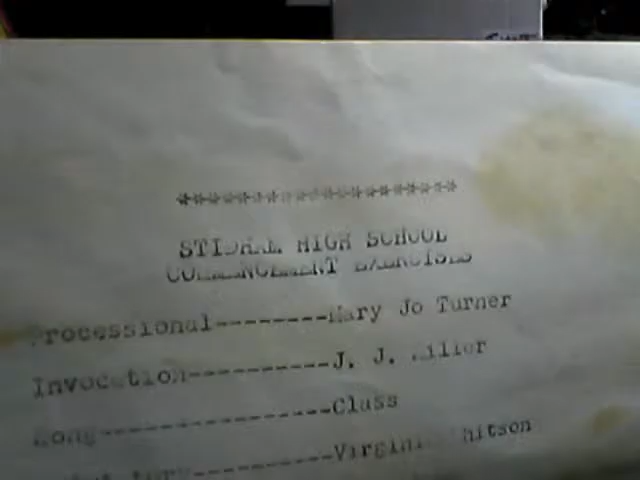 *******************
STIDHAM HIGH SCHOOL
COMMENCEMENT EXERCISES
Processional--------Mary Jo Turner
Invocation----------J. J. Miller
Song----------------Class
----------Virginia Whitson